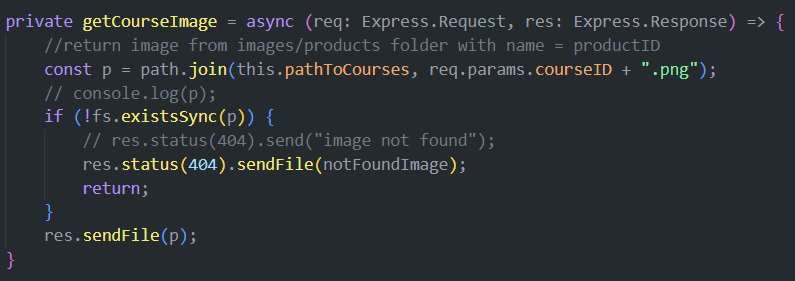 private getCourseImage = async (req: Express.Request, res: Express.Response) => {
    //return image from images/products folder with name = productID
    const p = path.join(this.pathToCourses, req.params.courseID + ".png");
    // console.log(p);
    if (!fs.existsSync(p)) {
        // res.status(404).send("image not found");
        res.status(404).sendFile(notFoundImage);
        return;
    }
    res.sendFile(p);
}